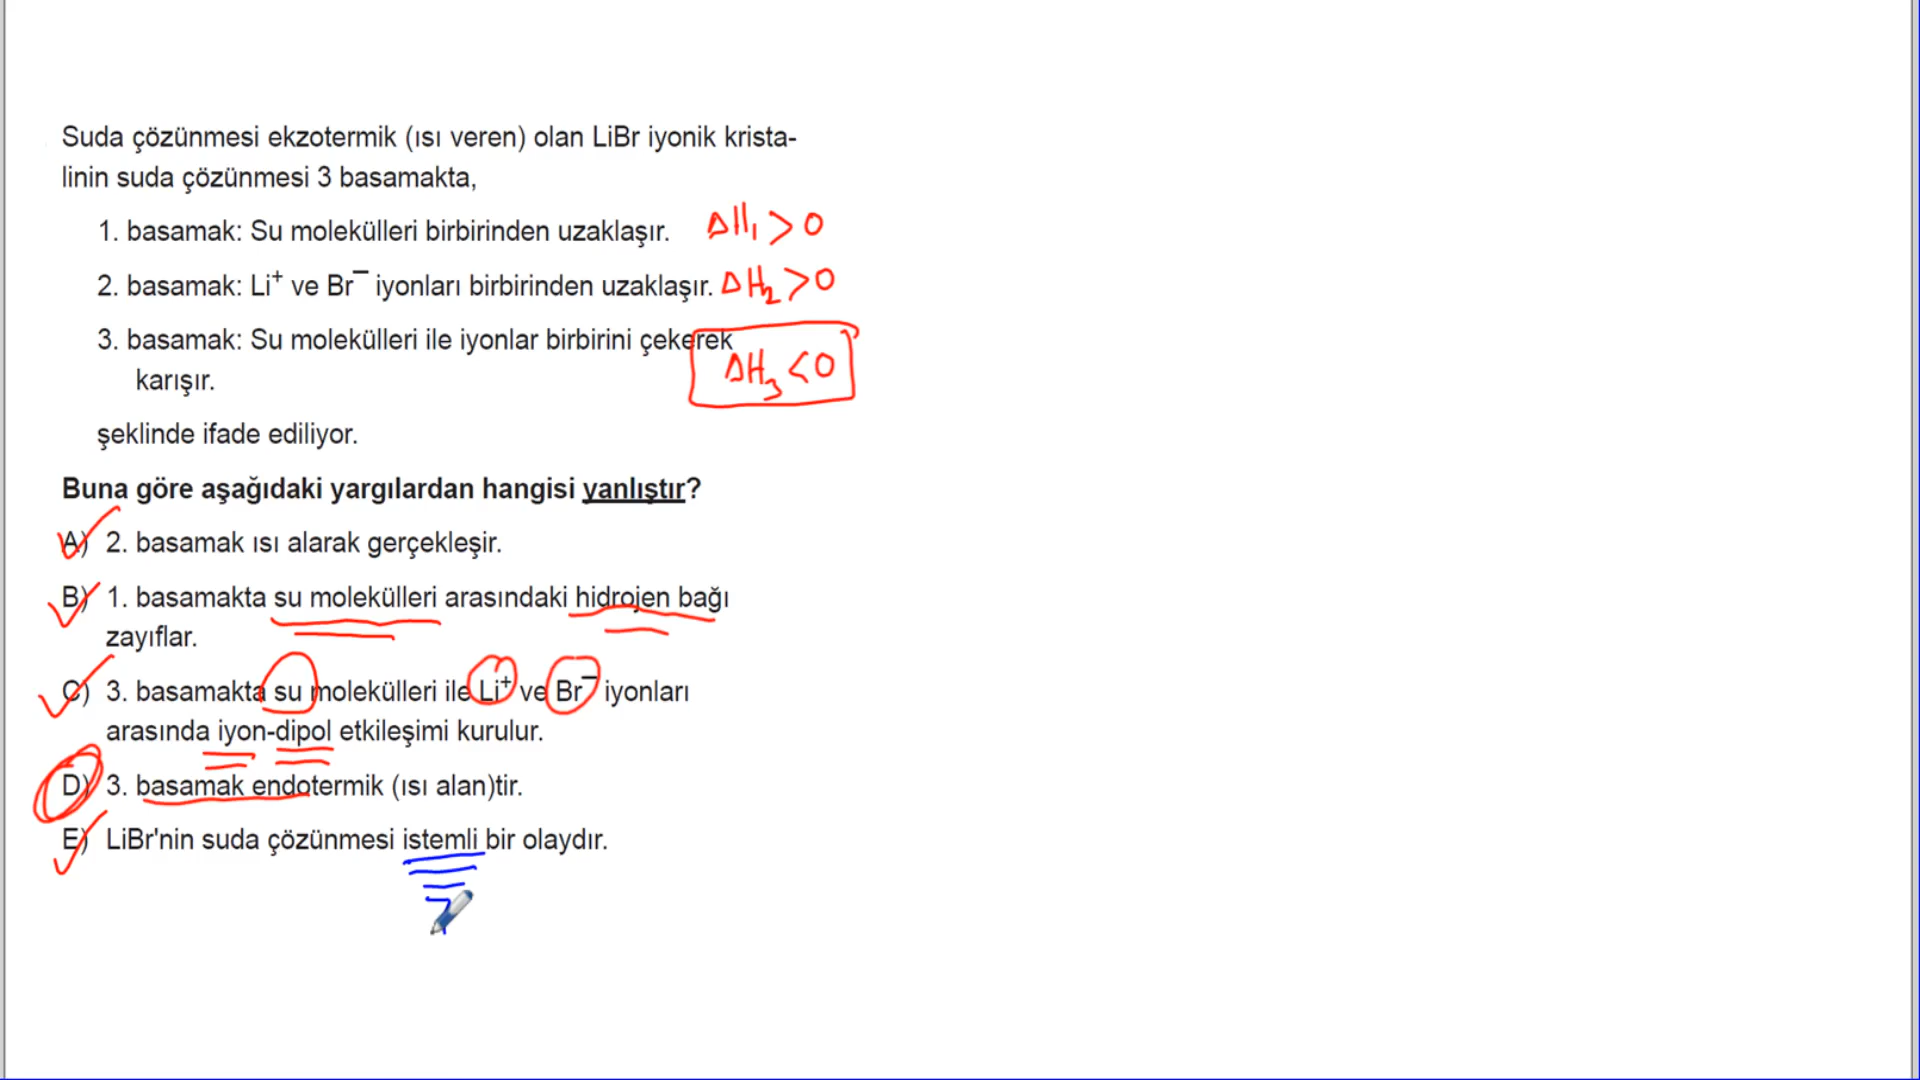 Suda çözünmesi ekzotermik (ısı veren) olan LiBr iyonik krista-
linin suda çözünmesi 3 basamakta,
1. basamak: Su molekülleri birbirinden uzaklaşır. ΔH₁ > 0
2. basamak: Li⁺ ve Br⁻ iyonları birbirinden uzaklaşır. ΔH₂ > 0
3. basamak: Su molekülleri ile iyonlar birbirini çekerek
karışır. ΔH₃ < 0
şeklinde ifade ediliyor.
Buna göre aşağıdaki yargılardan hangisi yanlıştır?
A) 2. basamak ısı alarak gerçekleşir.
B) 1. basamakta su molekülleri arasındaki hidrojen bağı
zayıflar.
C) 3. basamakta su molekülleri ile Li⁺ ve Br⁻ iyonları
arasında iyon-dipol etkileşimi kurulur.
D) 3. basamak endotermik (ısı alan)tir.
E) LiBr'nin suda çözünmesi istemli bir olaydır.